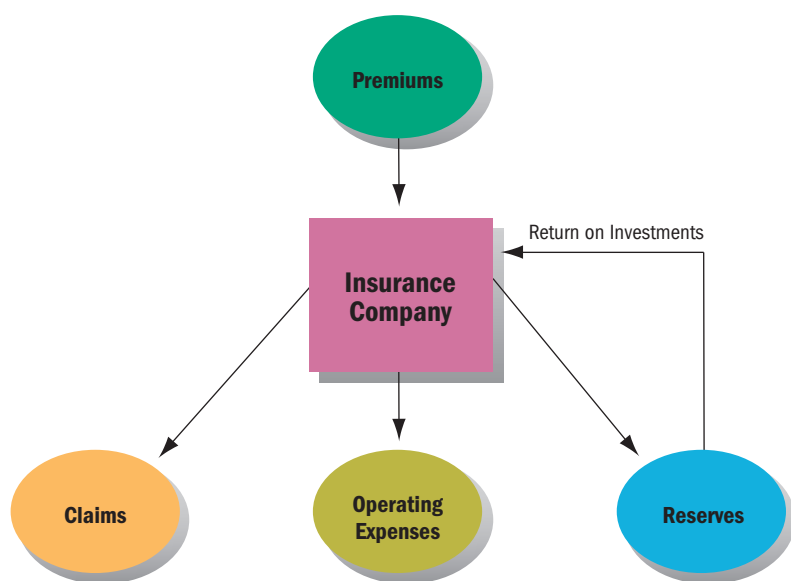 Premiums
Return on Investments
Insurance
Company
Claims
Operating
Expenses
Reserves